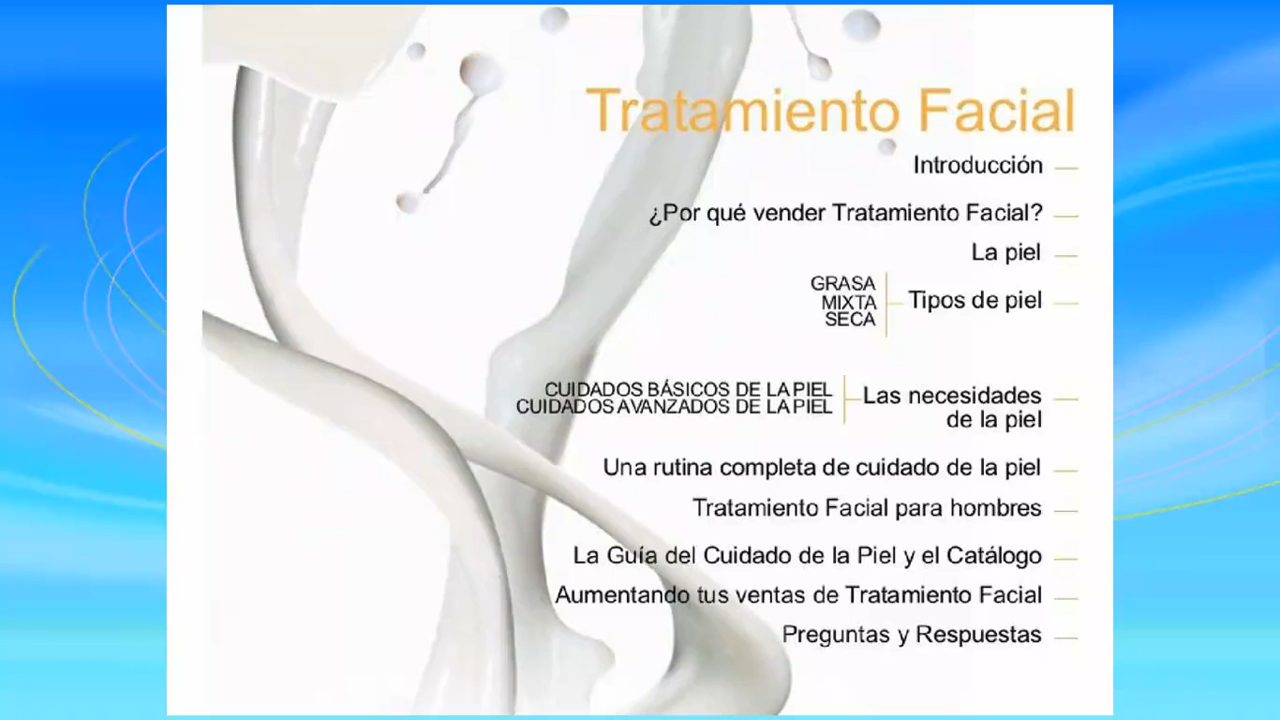 Tratamiento Facial
Introducción
¿Por qué vender Tratamiento Facial?
La piel
GRASA
MIXTA
SECA
Tipos de piel
CUIDADOS BÁSICOS DE LA PIEL
CUIDADOS AVANZADOS DE LA PIEL
Las necesidades
de la piel
Una rutina completa de cuidado de la piel
Tratamiento Facial para hombres
La Guía del Cuidado de la Piel y el Catálogo
Aumentando tus ventas de Tratamiento Facial
Preguntas y Respuestas